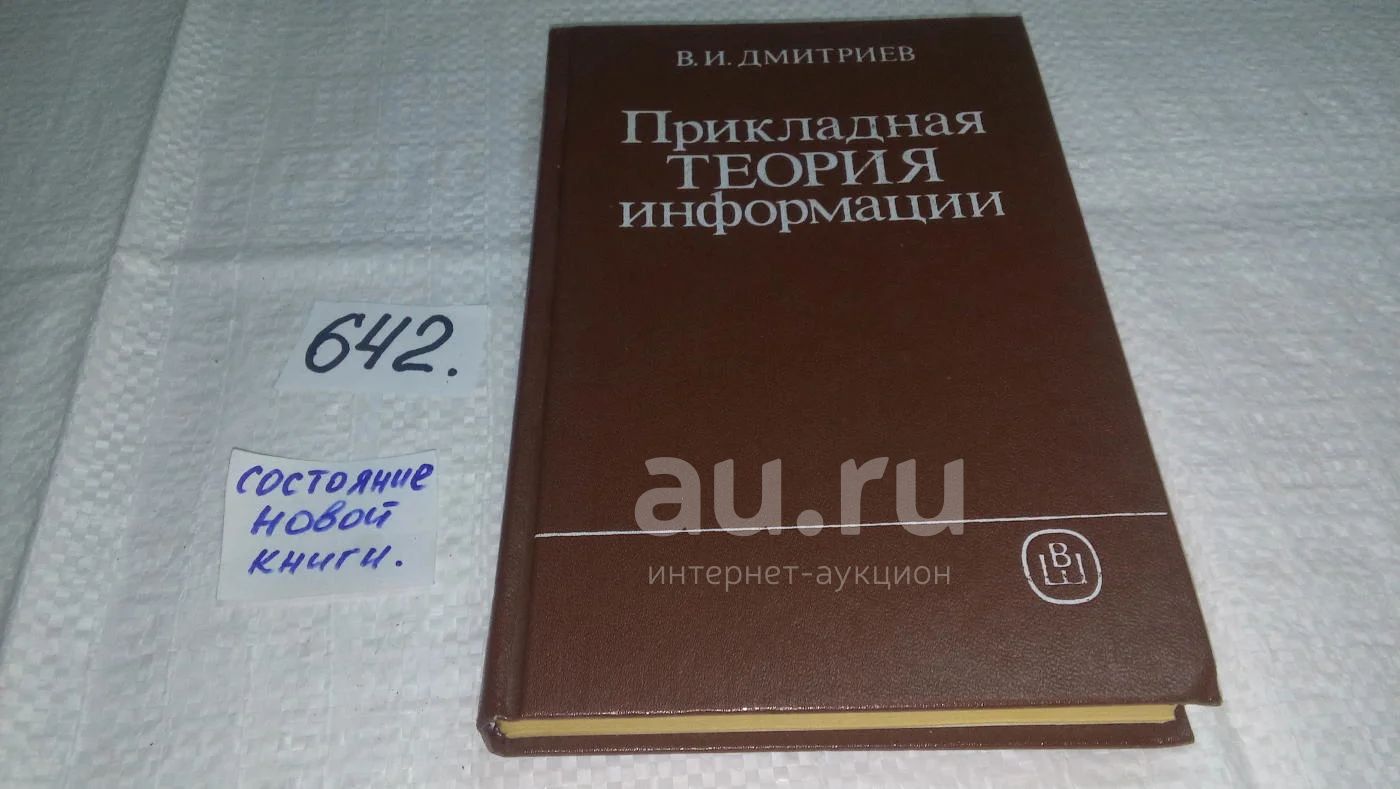 В. И. ДМИТРИЕВ
Прикладная
ТЕОРИЯ
информации
642.
состояние
новой
книги.
au.ru
интернет-аукцион
В
Ш